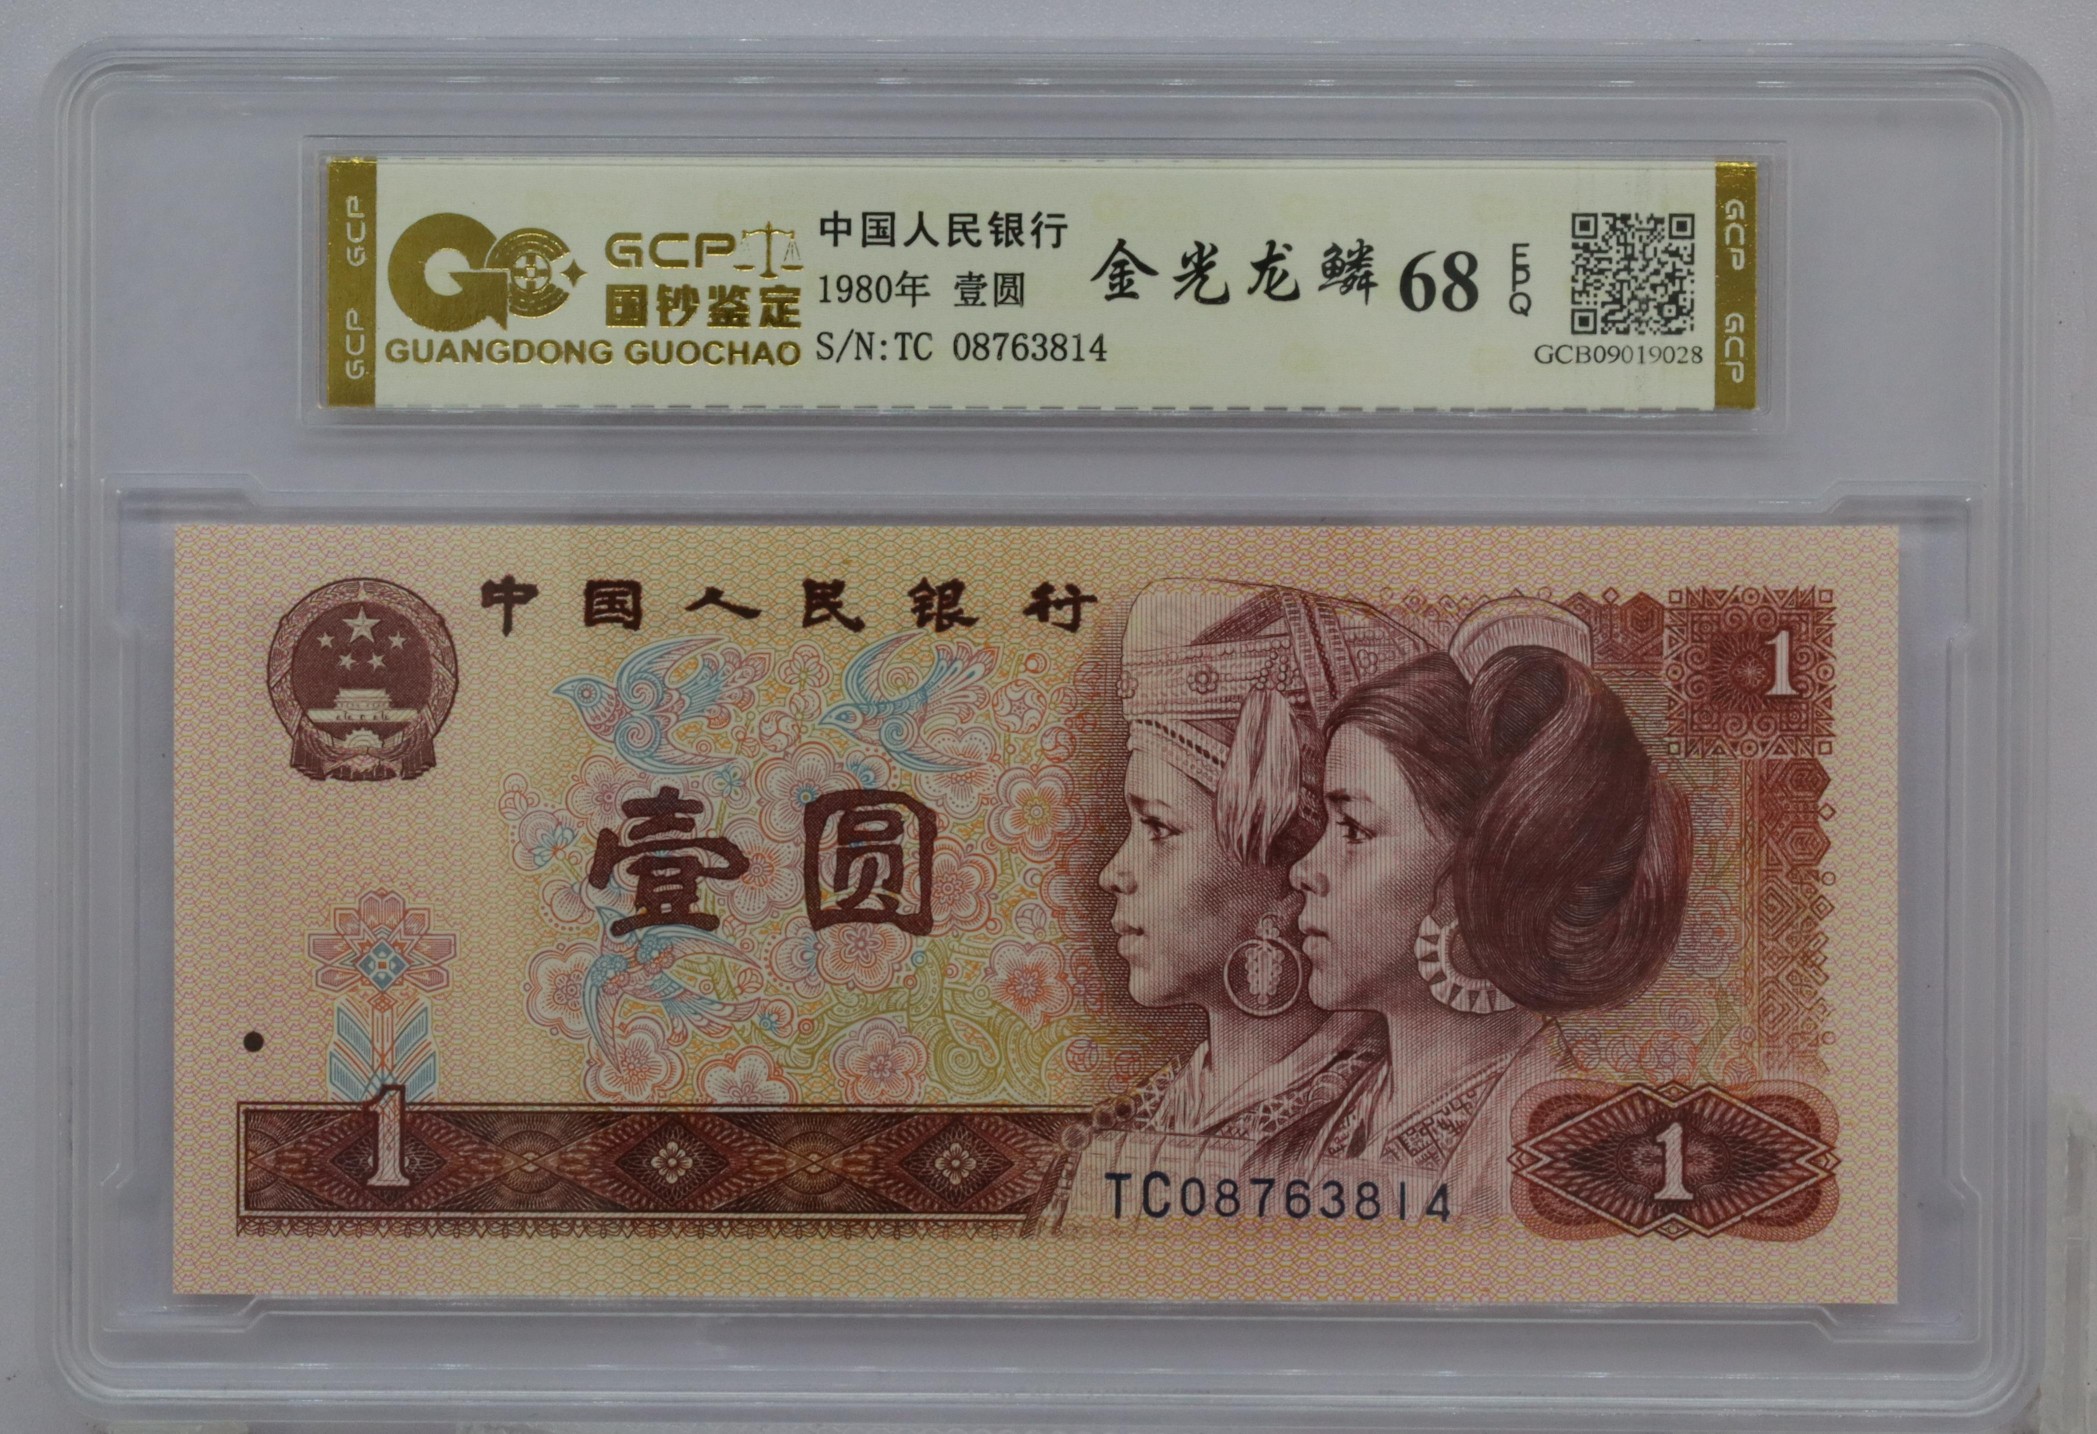 GCP GCP
GCP
国钞鉴定
GUANGDONG GUOCHAO
中国人民银行
1980年 壹圆
S/N:TC 08763814
金光龙鳞 68 EPQ
GCB09019028
GCP GCP
中国人民银行
1
壹圆
1
TC08763814
1